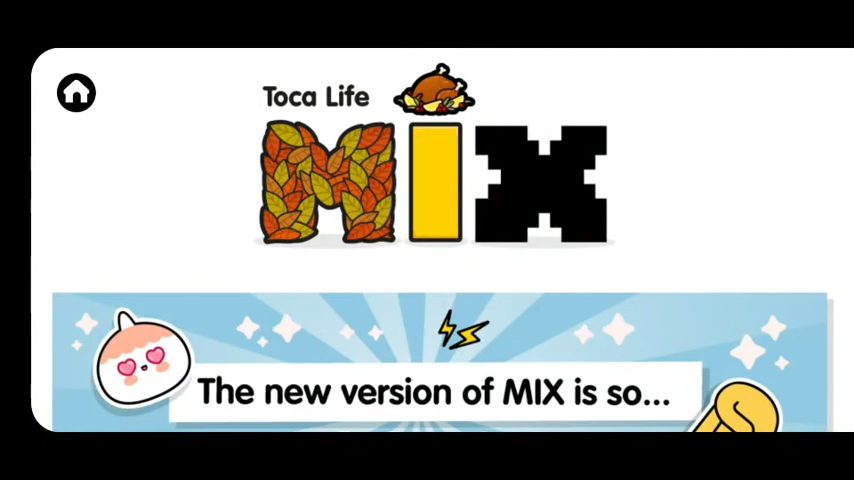 Toca Life
MiX
The new version of MIX is so...